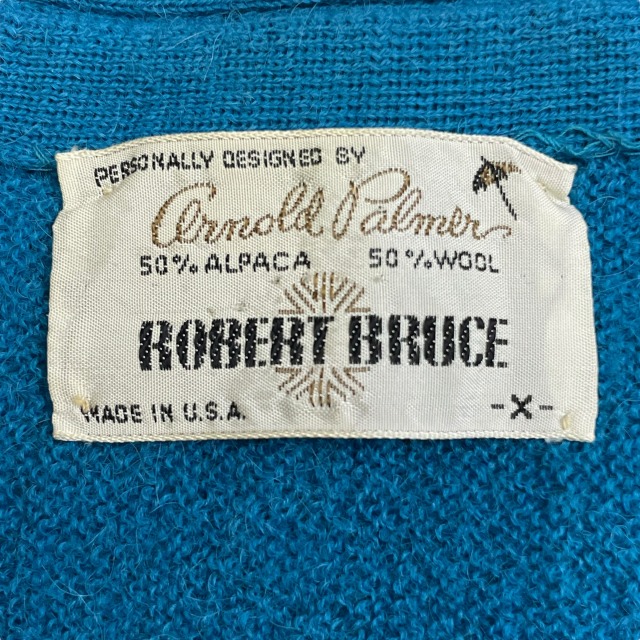 PERSONALLY DESIGNED BY
Arnold Palmer
50% ALPACA 50% WOOL
ROBERT BRUCE
MADE IN U.S.A. -X-